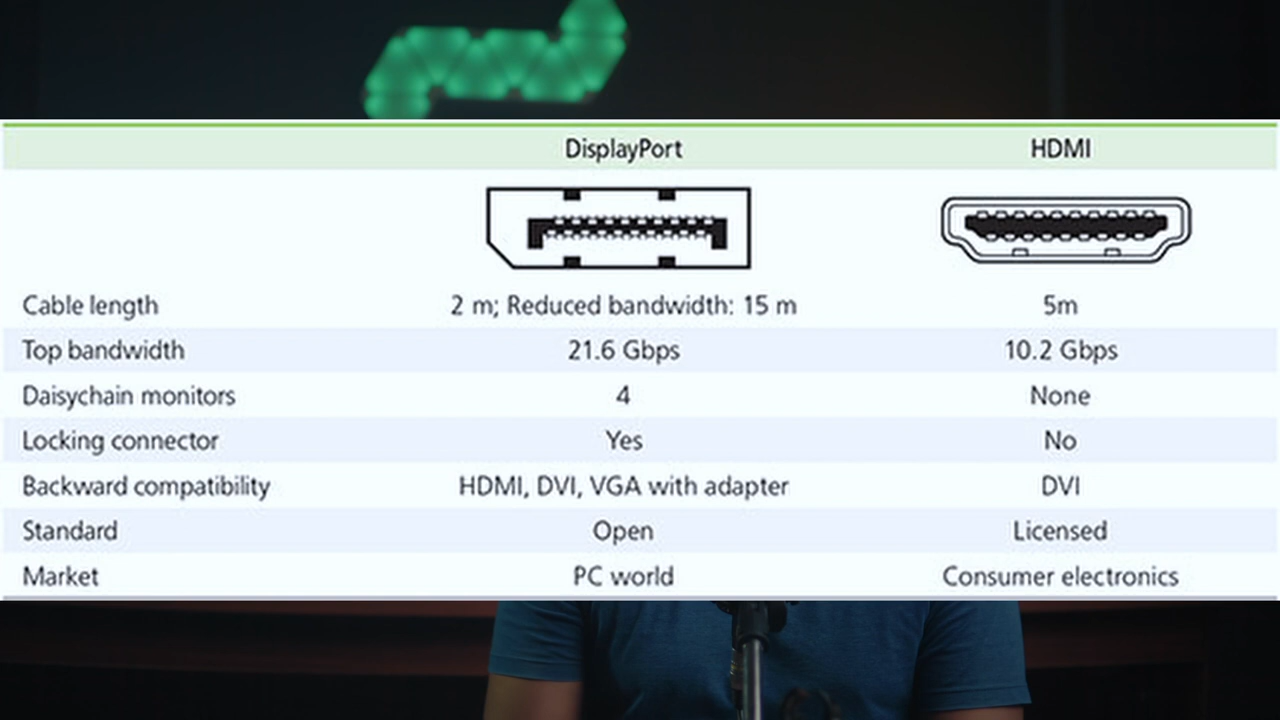 DisplayPort HDMI
Cable length 2 m; Reduced bandwidth: 15 m 5m
Top bandwidth 21.6 Gbps 10.2 Gbps
Daisychain monitors 4 None
Locking connector Yes No
Backward compatibility HDMI, DVI, VGA with adapter DVI
Standard Open Licensed
Market PC world Consumer electronics